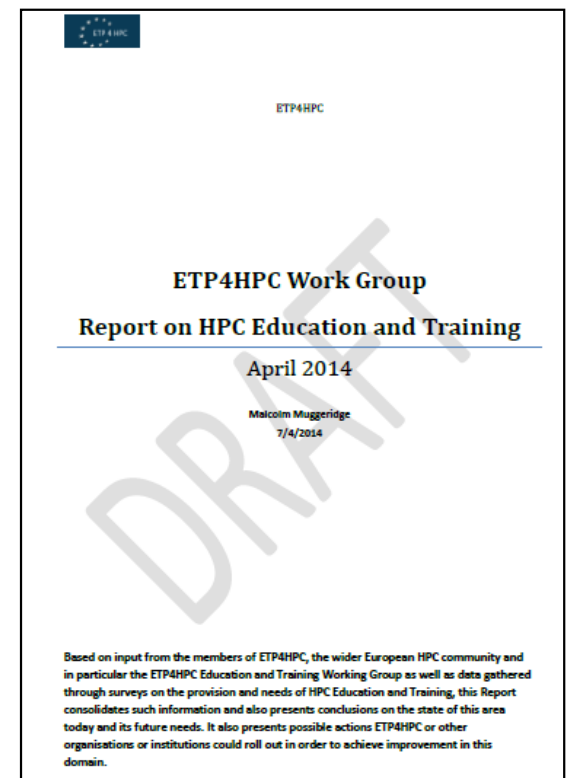 ETP 4 HPC
ETP4HPC
ETP4HPC Work Group
Report on HPC Education and Training
April 2014
Malcolm Muggeridge
7/4/2014
DRAFT
Based on input from the members of ETP4HPC, the wider European HPC community and
in particular the ETP4HPC Education and Training Working Group as well as data gathered
through surveys on the provision and needs of HPC Education and Training, this Report
consolidates such information and also presents conclusions on the state of this area
today and its future needs. It also presents possible actions ETP4HPC or other
organisations or institutions could roll out in order to achieve improvement in this
domain.